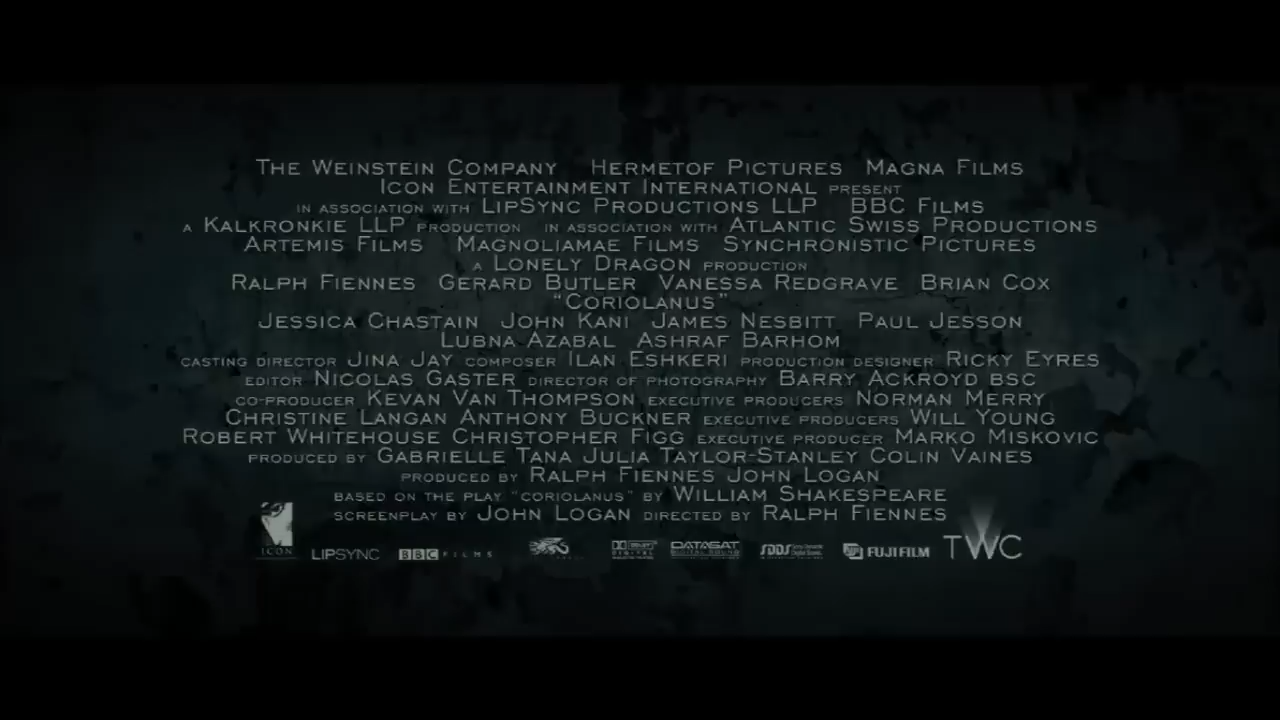 THE WEINSTEIN COMPANY HERMETOF PICTURES MAGNA FILMS
ICON ENTERTAINMENT INTERNATIONAL PRESENT
IN ASSOCIATION WITH LIPSYNC PRODUCTIONS LLP BBC FILMS
A KALKRONKIE LLP PRODUCTION IN ASSOCIATION WITH ATLANTIC SWISS PRODUCTIONS
ARTEMIS FILMS MAGNOLIAMAE FILMS SYNCHRONISTIC PICTURES
A LONELY DRAGON PRODUCTION
RALPH FIENNES GERARD BUTLER VANESSA REDGRAVE BRIAN COX
"CORIOLANUS"
JESSICA CHASTAIN JOHN KANI JAMES NESBITT PAUL JESSON
LUBNA AZABAL ASHRAF BARHOM
CASTING DIRECTOR JINA JAY COMPOSER ILAN ESHKERI PRODUCTION DESIGNER RICKY EYRES
EDITOR NICOLAS GASTER DIRECTOR OF PHOTOGRAPHY BARRY ACKROYD BSC
CO-PRODUCER KEVAN VAN THOMPSON EXECUTIVE PRODUCERS NORMAN MERRY
CHRISTINE LANGAN ANTHONY BUCKNER EXECUTIVE PRODUCERS WILL YOUNG
ROBERT WHITEHOUSE CHRISTOPHER FIGG EXECUTIVE PRODUCER MARKO MISKOVIC
PRODUCED BY GABRIELLE TANA JULIA TAYLOR-STANLEY COLIN VAINES
PRODUCED BY RALPH FIENNES JOHN LOGAN
BASED ON THE PLAY "CORIOLANUS" BY WILLIAM SHAKESPEARE
SCREENPLAY BY JOHN LOGAN DIRECTED BY RALPH FIENNES
ICON LIPSYNC BBC FILMS DOLBY DIGITAL DATASAT DIGITAL SOUND SDDS FUJIFILM TWC